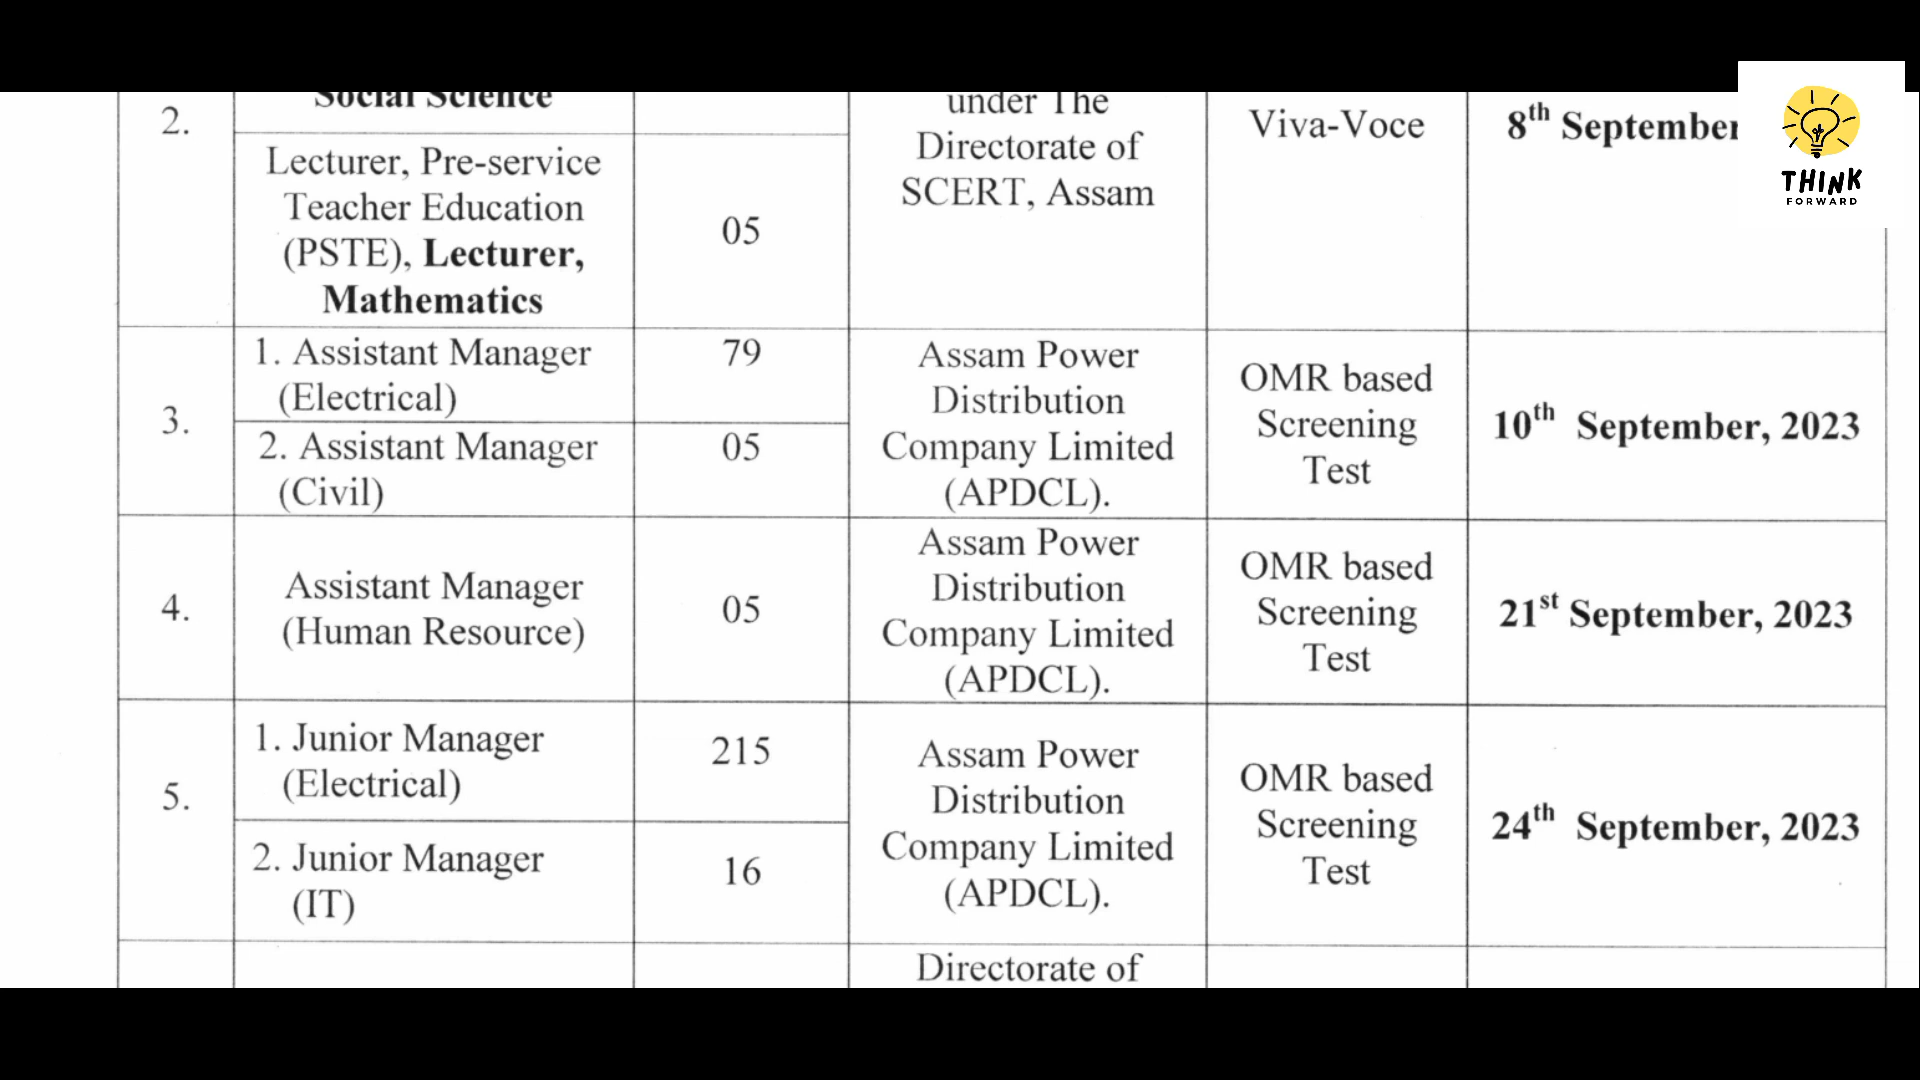 2.
Social Science
Lecturer, Pre-service
Teacher Education
(PSTE), Lecturer,
Mathematics
05
under The
Directorate of
SCERT, Assam
Viva-Voce
8th September
THINK
FORWARD
3.
1. Assistant Manager
(Electrical)
79
2. Assistant Manager
(Civil)
05
Assam Power
Distribution
Company Limited
(APDCL).
OMR based
Screening
Test
10th September, 2023
4.
Assistant Manager
(Human Resource)
05
Assam Power
Distribution
Company Limited
(APDCL).
OMR based
Screening
Test
21st September, 2023
5.
1. Junior Manager
(Electrical)
215
2. Junior Manager
(IT)
16
Assam Power
Distribution
Company Limited
(APDCL).
OMR based
Screening
Test
24th September, 2023
Directorate of